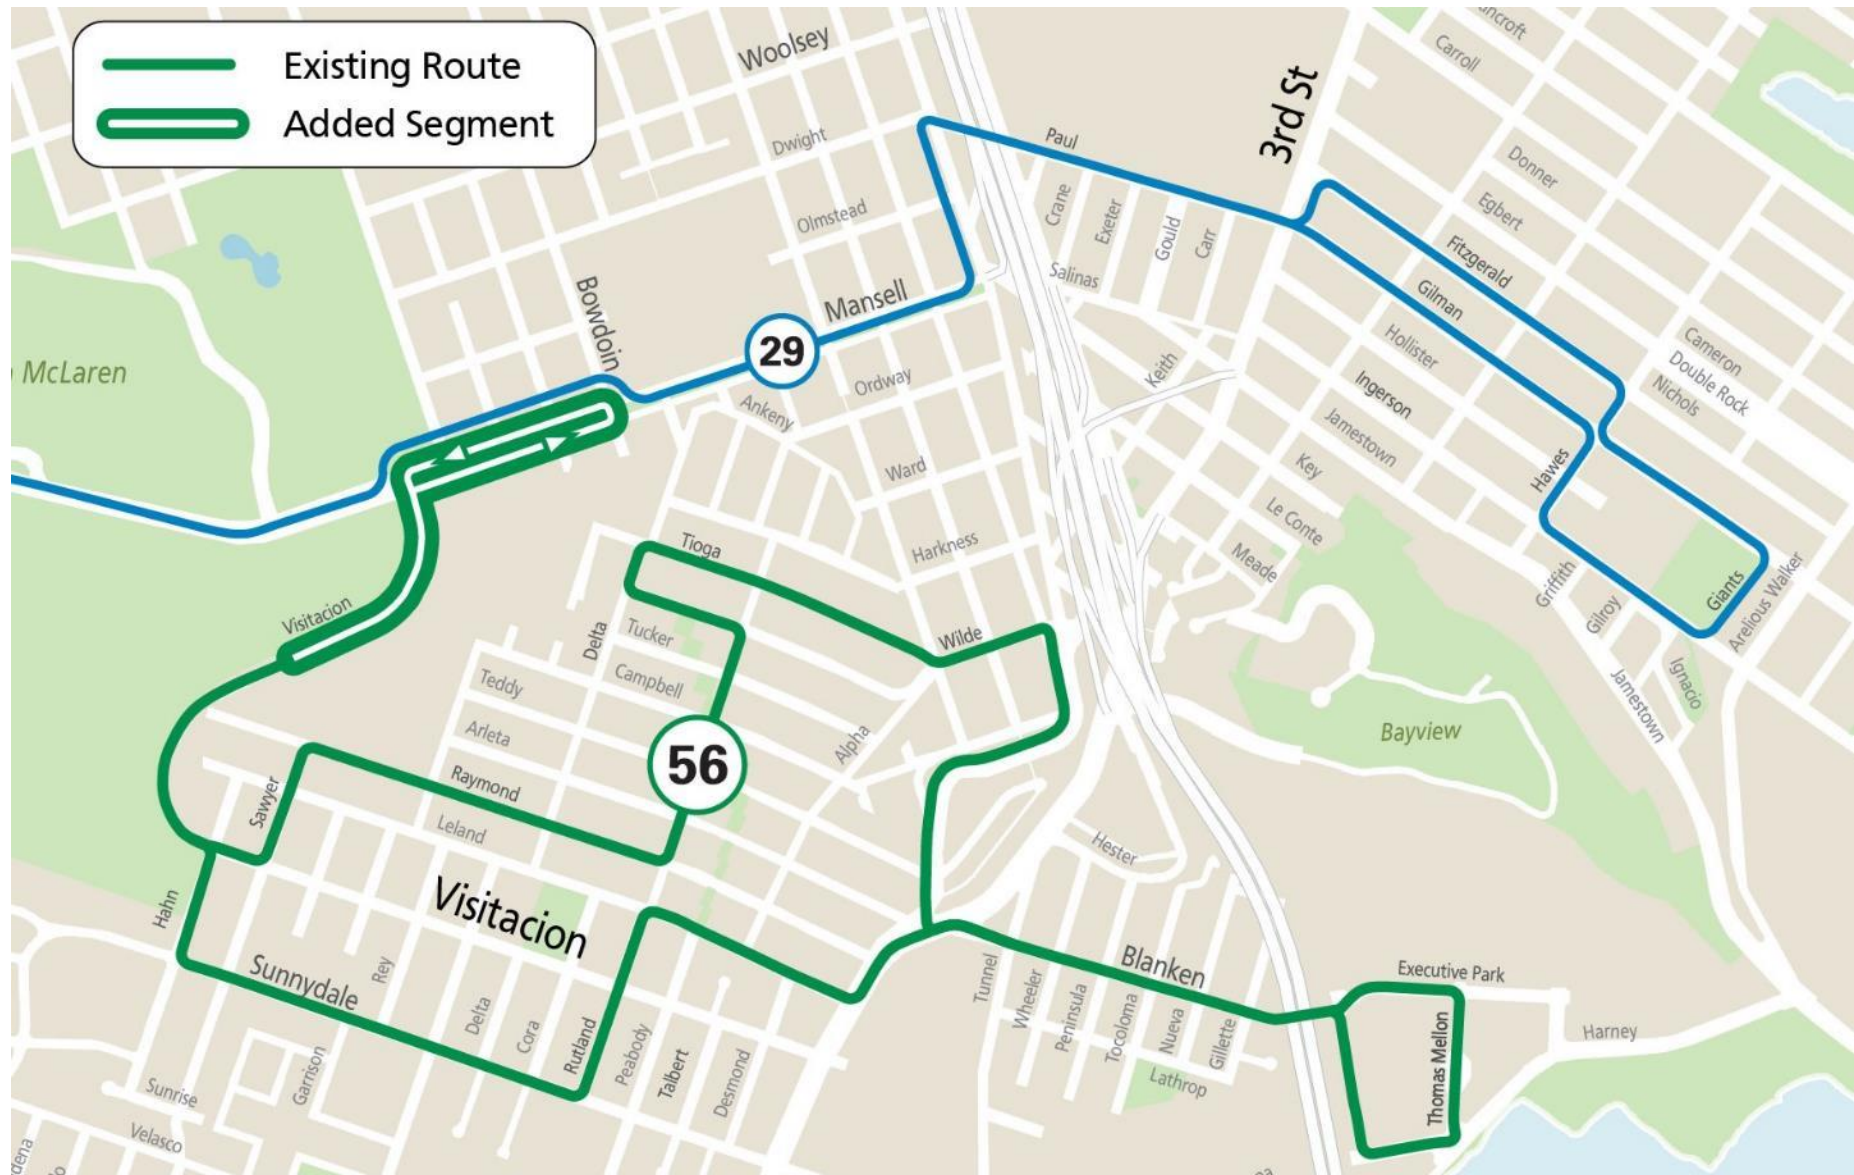 Existing Route
Added Segment
Woolsey
Dwight
Olmstead
Bowdoin
Mansell
29
McLaren
Ankeny
Ordway
Ward
Harkness
Paul
3rd St
Crane
Exeter
Gould
Carr
Salinas
Keith
Carroll
Donner
Egbert
Fitzgerald
Gilman
Hollister
Ingerson
Jamestown
Key
Le Conte
Meade
Cameron
Double Rock
Nichols
Hawes
Griffith
Gilroy
Giants
Arelious Walker
Ignacio
Jamestown
Bayview
Visitacion
Tioga
Wilde
Delta
Tucker
Campbell
Teddy
Arleta
Raymond
Leland
56
Alpha
Sawyer
Hahn
Visitacion
Sunnydale
Rey
Delta
Cora
Rutland
Peabody
Talbert
Desmond
Garrison
Sunrise
Velasco
Hester
Tunnel
Wheeler
Peninsula
Tocoloma
Nueva
Gillette
Blanken
Lathrop
Executive Park
Thomas Mellon
Harney